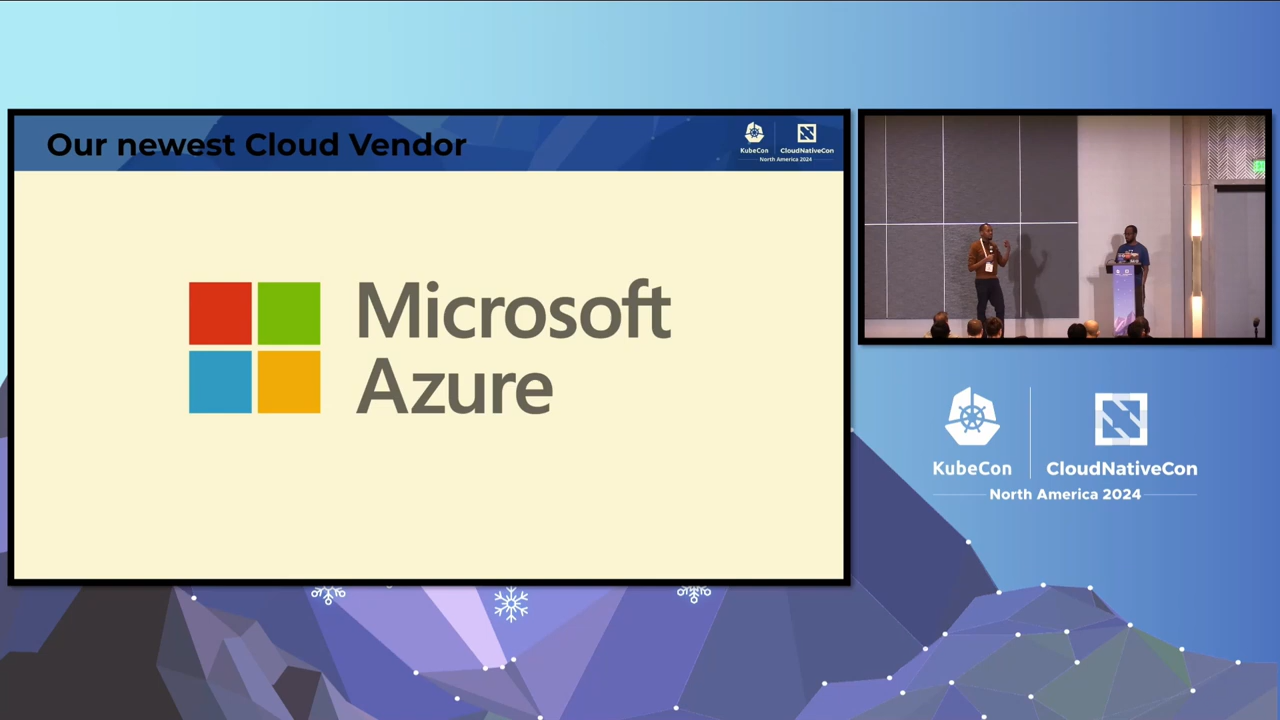 Our newest Cloud Vendor
KubeCon
CloudNativeCon
North America 2024
Microsoft
Azure
KubeCon
CloudNativeCon
North America 2024